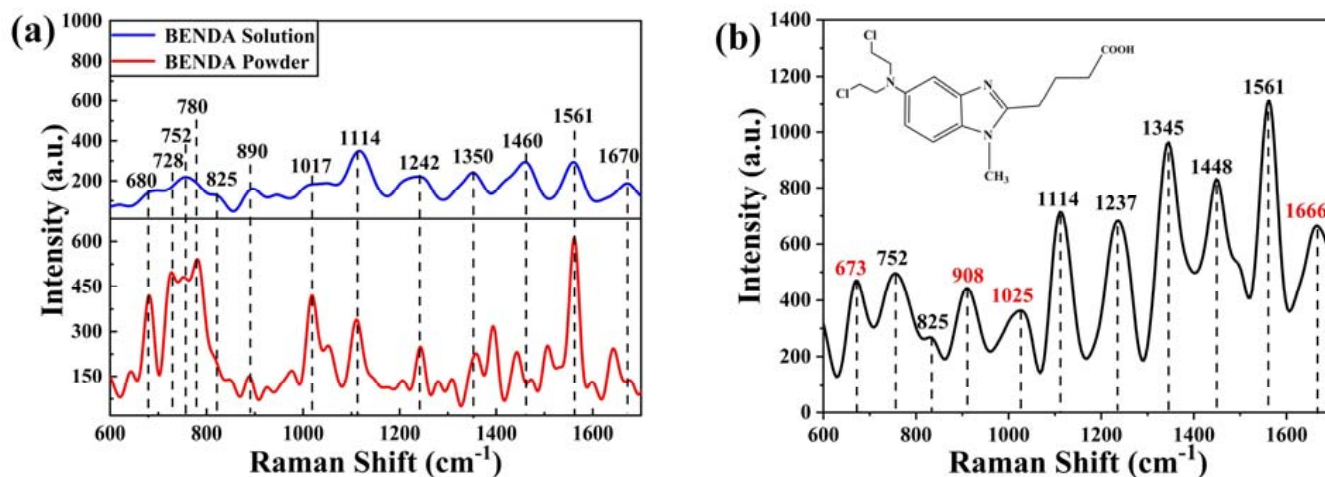 (a)
1000
800
600
400
200
BENDA Solution
BENDA Powder
680
728
752
780
825
890
1017
1114
1242
1350
1460
1561
1670
600
450
300
150
Intensity (a.u.)
600 800 1000 1200 1400 1600
Raman Shift (cm⁻¹)
(b)
1400
1200
1000
800
600
400
200
0
Intensity (a.u.)
Cl
Cl
N
N
N
COOH
673
752
825
908
1025
1114
1237
1345
1448
1561
1666
600 800 1000 1200 1400 1600
Raman Shift (cm⁻¹)